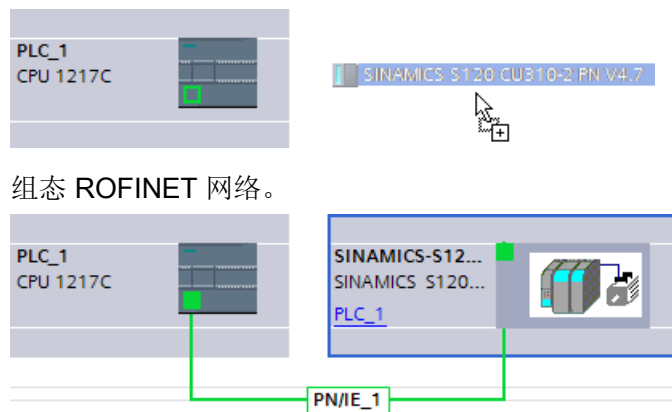 PLC_1
CPU 1217C
SINAMICS S120 CU310-2 PN V4.7
组态 ROFINET 网络。
PLC_1
CPU 1217C
SINAMICS-S12...
SINAMICS S120...
PLC_1
PN/IE_1